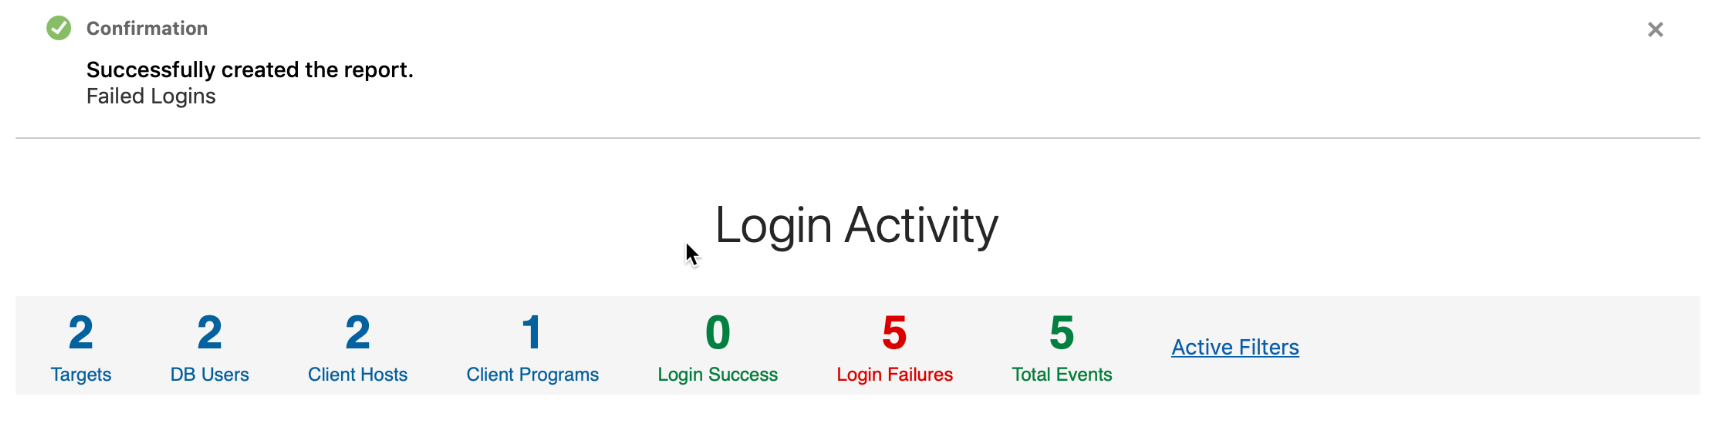 Confirmation
Successfully created the report.
Failed Logins
Login Activity
2 2 2 1 0 5 5
Targets DB Users Client Hosts Client Programs Login Success Login Failures Total Events
Active Filters